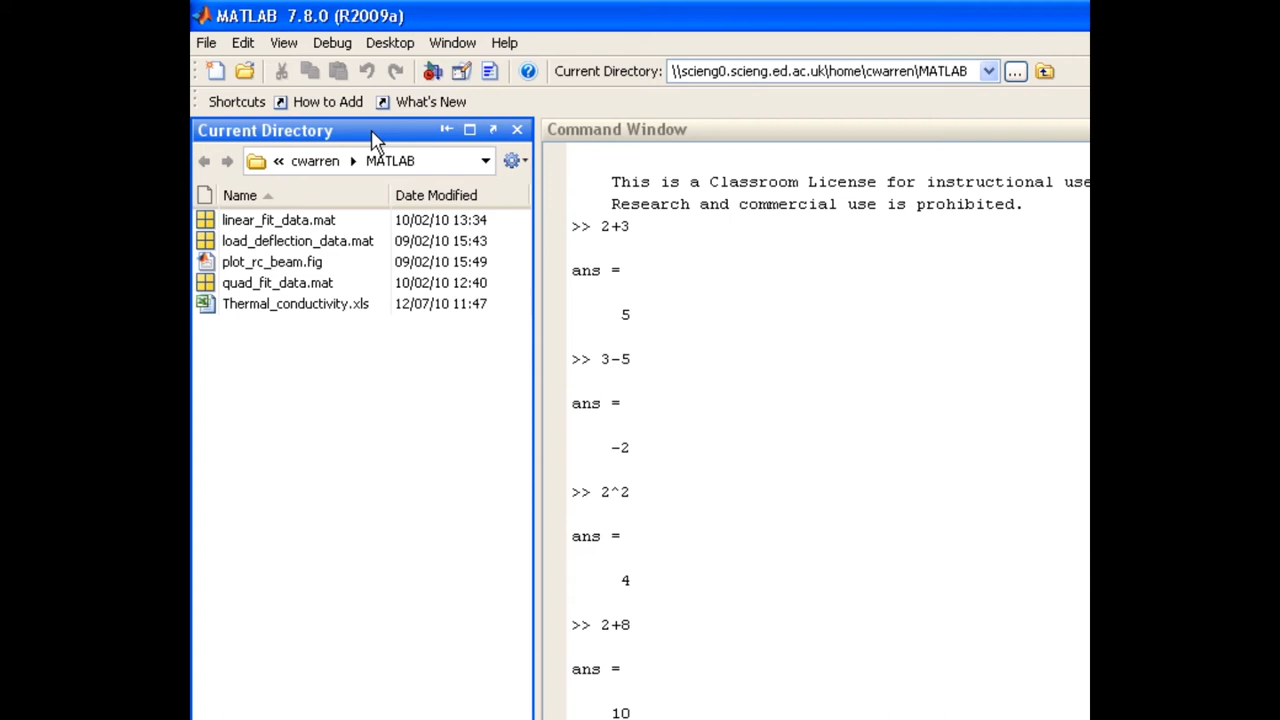 MATLAB 7.8.0 (R2009a)
File Edit View Debug Desktop Window Help
Current Directory: \\scieng0.scieng.ed.ac.uk\home\cwarren\MATLAB ...
Shortcuts How to Add What's New
Current Directory
« cwarren MATLAB
Name Date Modified
linear_fit_data.mat 10/02/10 13:34
load_deflection_data.mat 09/02/10 15:43
plot_rc_beam.fig 09/02/10 15:49
quad_fit_data.mat 10/02/10 12:40
Thermal_conductivity.xls 12/07/10 11:47
Command Window
This is a Classroom License for instructional use
Research and commercial use is prohibited.
>> 2+3
ans =
5
>> 3-5
ans =
-2
>> 2^2
ans =
4
>> 2+8
ans =
10